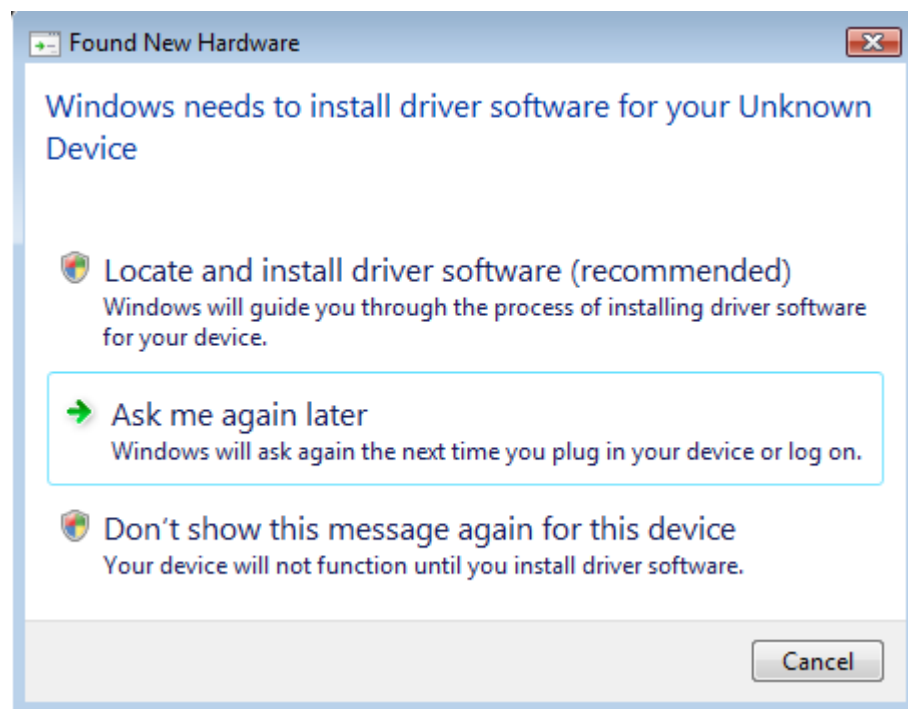 Found New Hardware
Windows needs to install driver software for your Unknown
Device
Locate and install driver software (recommended)
Windows will guide you through the process of installing driver software
for your device.
Ask me again later
Windows will ask again the next time you plug in your device or log on.
Don't show this message again for this device
Your device will not function until you install driver software.
Cancel